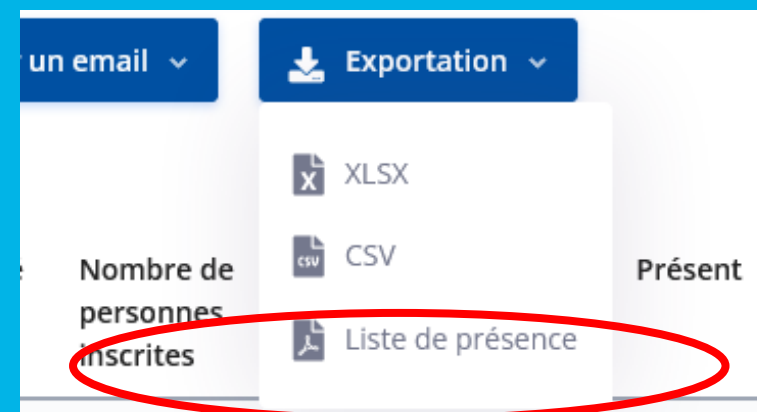 un email
Exportation
XLSX
CSV
Nombre de
personnes
inscrites
Présent
Liste de présence